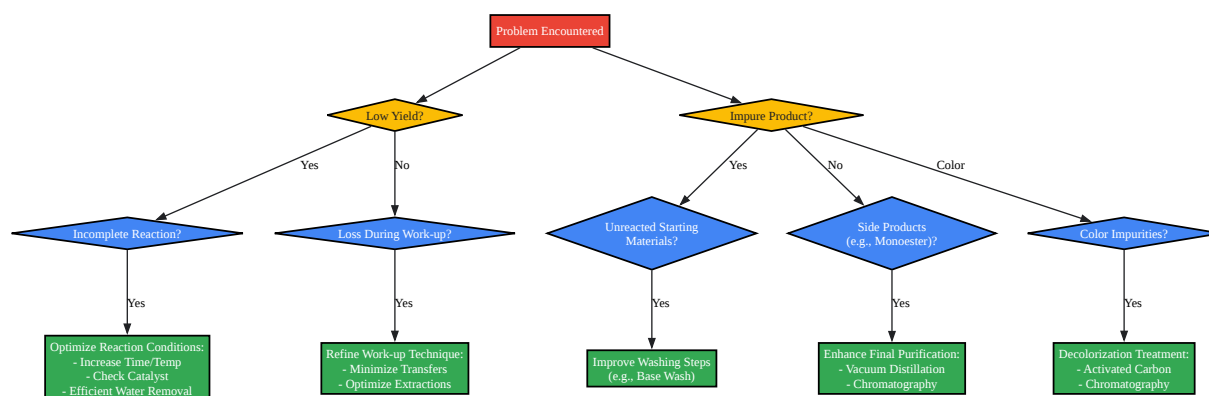 Problem Encountered
Low Yield?
Impure Product?
Yes
No
Yes
No
Color
Incomplete Reaction?
Loss During Work-up?
Unreacted Starting
Materials?
Side Products
(e.g., Monoester)?
Color Impurities?
Yes
Yes
Yes
Yes
Yes
Optimize Reaction Conditions:
- Increase Time/Temp
- Check Catalyst
- Efficient Water Removal
Refine Work-up Technique:
- Minimize Transfers
- Optimize Extractions
Improve Washing Steps
(e.g., Base Wash)
Enhance Final Purification:
- Vacuum Distillation
- Chromatography
Decolorization Treatment:
- Activated Carbon
- Chromatography